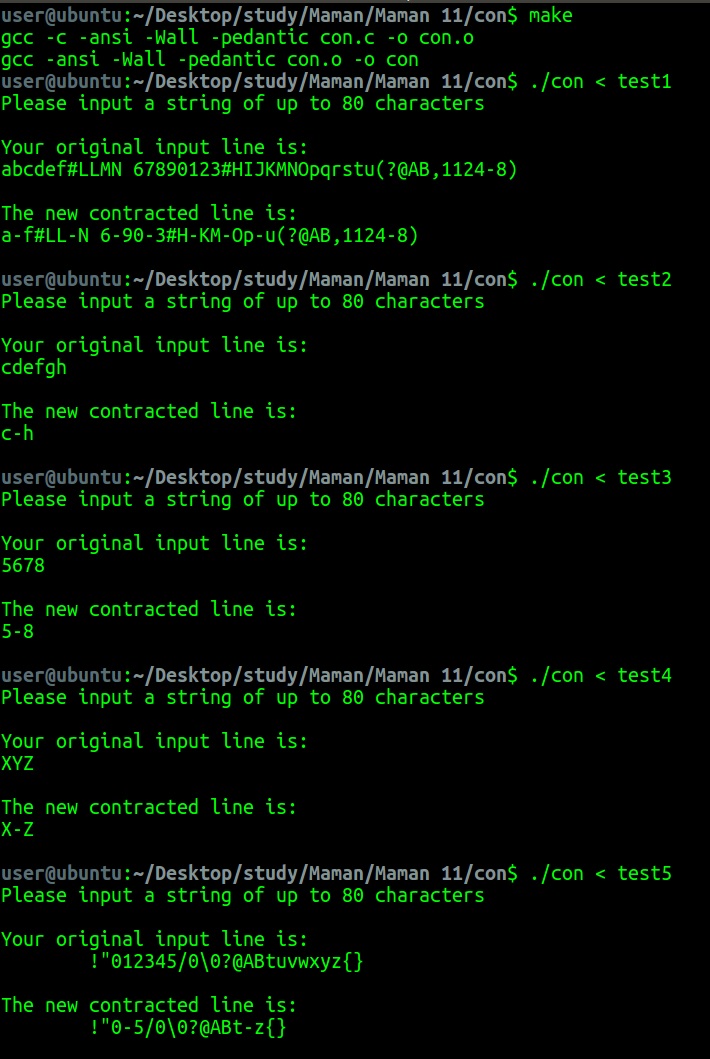 user@ubuntu:~/Desktop/study/Maman/Maman 11/con$ make
gcc -c -ansi -Wall -pedantic con.c -o con.o
gcc -ansi -Wall -pedantic con.o -o con
user@ubuntu:~/Desktop/study/Maman/Maman 11/con$ ./con < test1
Please input a string of up to 80 characters

Your original input line is:
abcdef#LLMN 67890123#HIJKMNOpqrstu(?@AB,1124-8)

The new contracted line is:
a-f#LL-N 6-90-3#H-KM-Op-u(?@AB,1124-8)

user@ubuntu:~/Desktop/study/Maman/Maman 11/con$ ./con < test2
Please input a string of up to 80 characters

Your original input line is:
cdefgh

The new contracted line is:
c-h

user@ubuntu:~/Desktop/study/Maman/Maman 11/con$ ./con < test3
Please input a string of up to 80 characters

Your original input line is:
5678

The new contracted line is:
5-8

user@ubuntu:~/Desktop/study/Maman/Maman 11/con$ ./con < test4
Please input a string of up to 80 characters

Your original input line is:
XYZ

The new contracted line is:
X-Z

user@ubuntu:~/Desktop/study/Maman/Maman 11/con$ ./con < test5
Please input a string of up to 80 characters

Your original input line is:
        !"012345/0\0?@ABtuvwxyz{}

The new contracted line is:
        !"0-5/0\0?@ABt-z{}